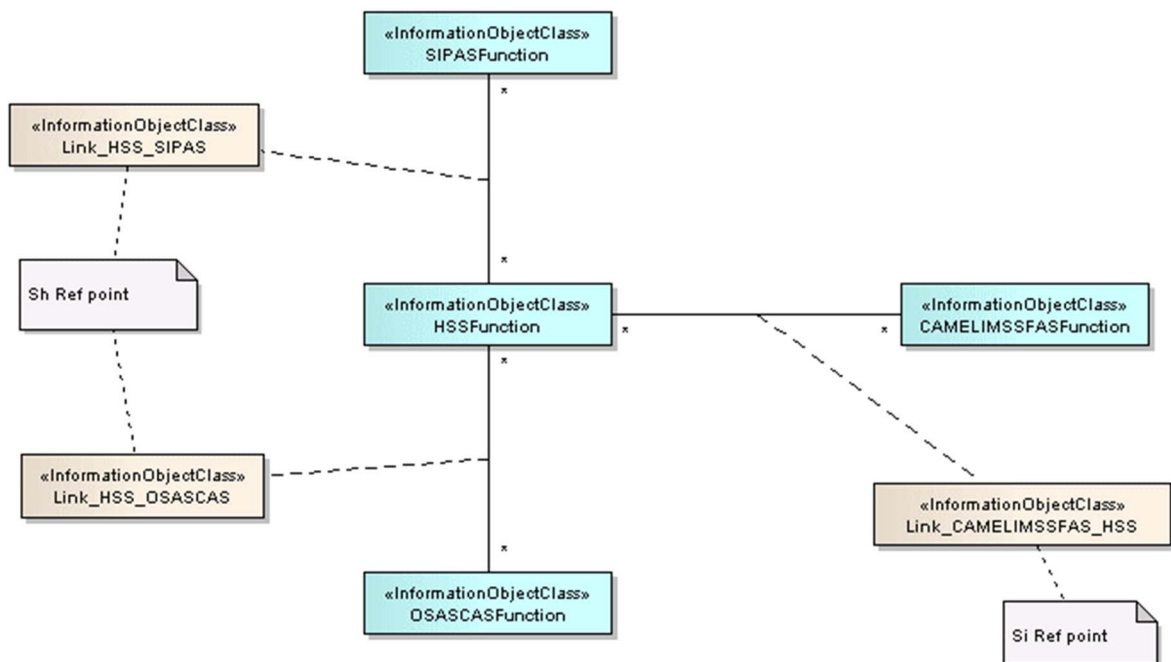 «InformationObjectClass»
SIPASFunction
*
«InformationObjectClass»
Link_HSS_SIPAS
*
Sh Ref point
«InformationObjectClass»
HSSFunction
*
*
«InformationObjectClass»
CAMELIMSSFASFunction
*
«InformationObjectClass»
Link_HSS_OSASCAS
«InformationObjectClass»
Link_CAMELIMSSFAS_HSS
*
«InformationObjectClass»
OSASCASFunction
Si Ref point